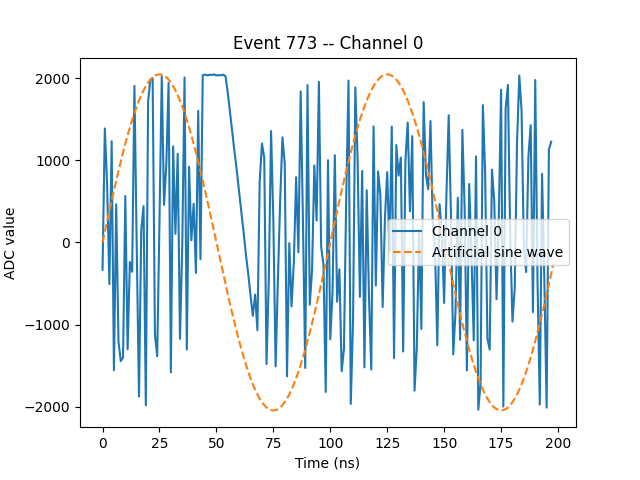 Event 773 -- Channel 0
ADC value
2000
1000
0
−1000
−2000
Channel 0
Artificial sine wave
0 25 50 75 100 125 150 175 200
Time (ns)